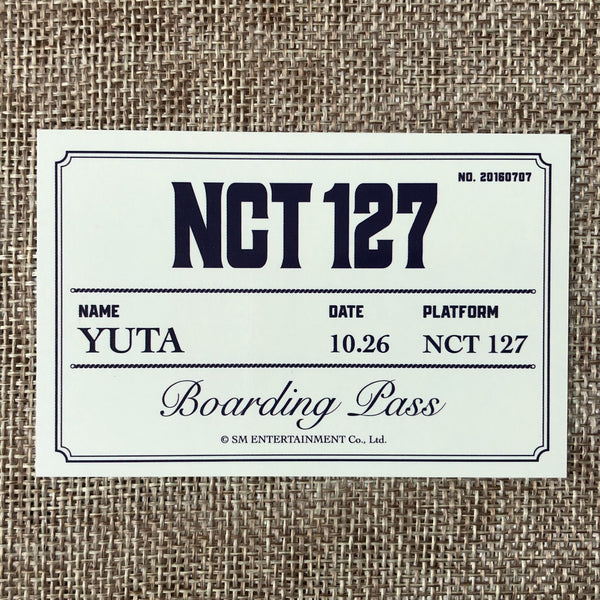 NO. 20160707
NCT 127
NAME DATE PLATFORM
YUTA 10.26 NCT 127
Boarding Pass
© SM ENTERTAINMENT Co., Ltd.